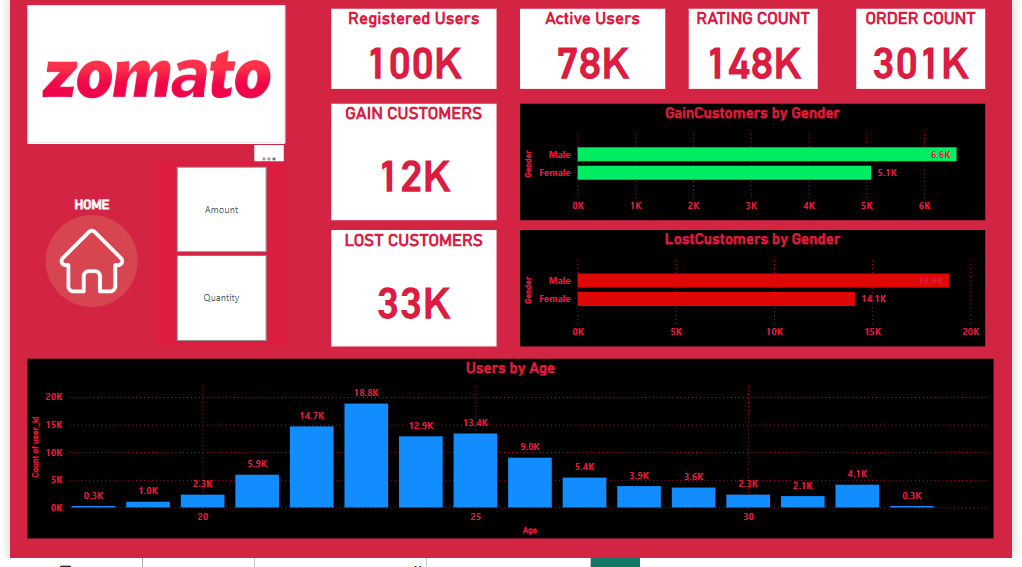 zomato
Registered Users
100K
Active Users
78K
RATING COUNT
148K
ORDER COUNT
301K
GAIN CUSTOMERS
12K
GainCustomers by Gender
Gender
Male
6.6K
Female
5.1K
0K 1K 2K 3K 4K 5K 6K
HOME
Amount
Quantity
LOST CUSTOMERS
33K
LostCustomers by Gender
Gender
Male
18.9K
Female
14.1K
0K 5K 10K 15K 20K
Users by Age
Count of user_id
20K
15K
10K
5K
0K
0.3K 1.0K 2.3K 5.9K 14.7K 18.8K 12.9K 13.4K 9.0K 5.4K 3.9K 3.6K 2.3K 2.1K 4.1K 0.3K
20 25 30
Age